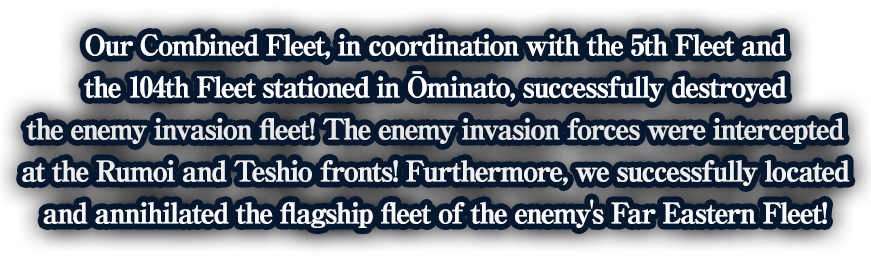 Our Combined Fleet, in coordination with the 5th Fleet and
the 104th Fleet stationed in Ōminato, successfully destroyed
the enemy invasion fleet! The enemy invasion forces were intercepted
at the Rumoi and Teshio fronts! Furthermore, we successfully located
and annihilated the flagship fleet of the enemy's Far Eastern Fleet!